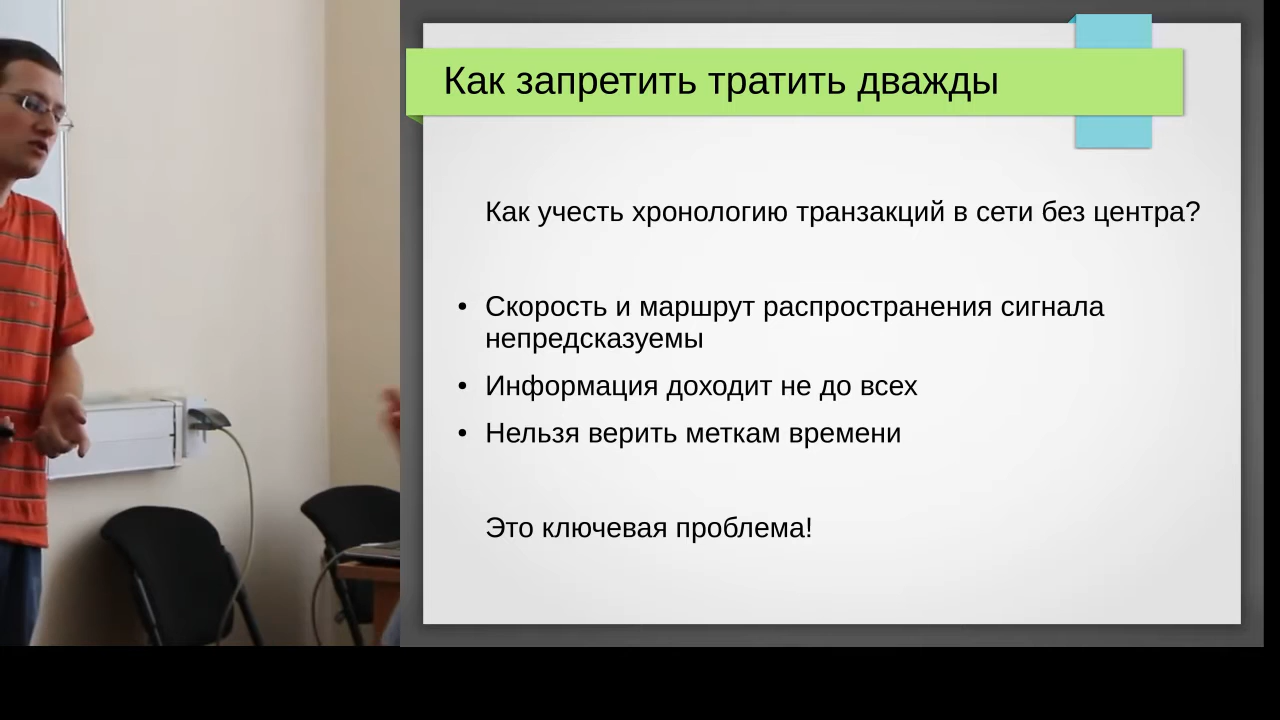 Как запретить тратить дважды
Как учесть хронологию транзакций в сети без центра?
• Скорость и маршрут распространения сигнала
непредсказуемы
• Информация доходит не до всех
• Нельзя верить меткам времени
Это ключевая проблема!